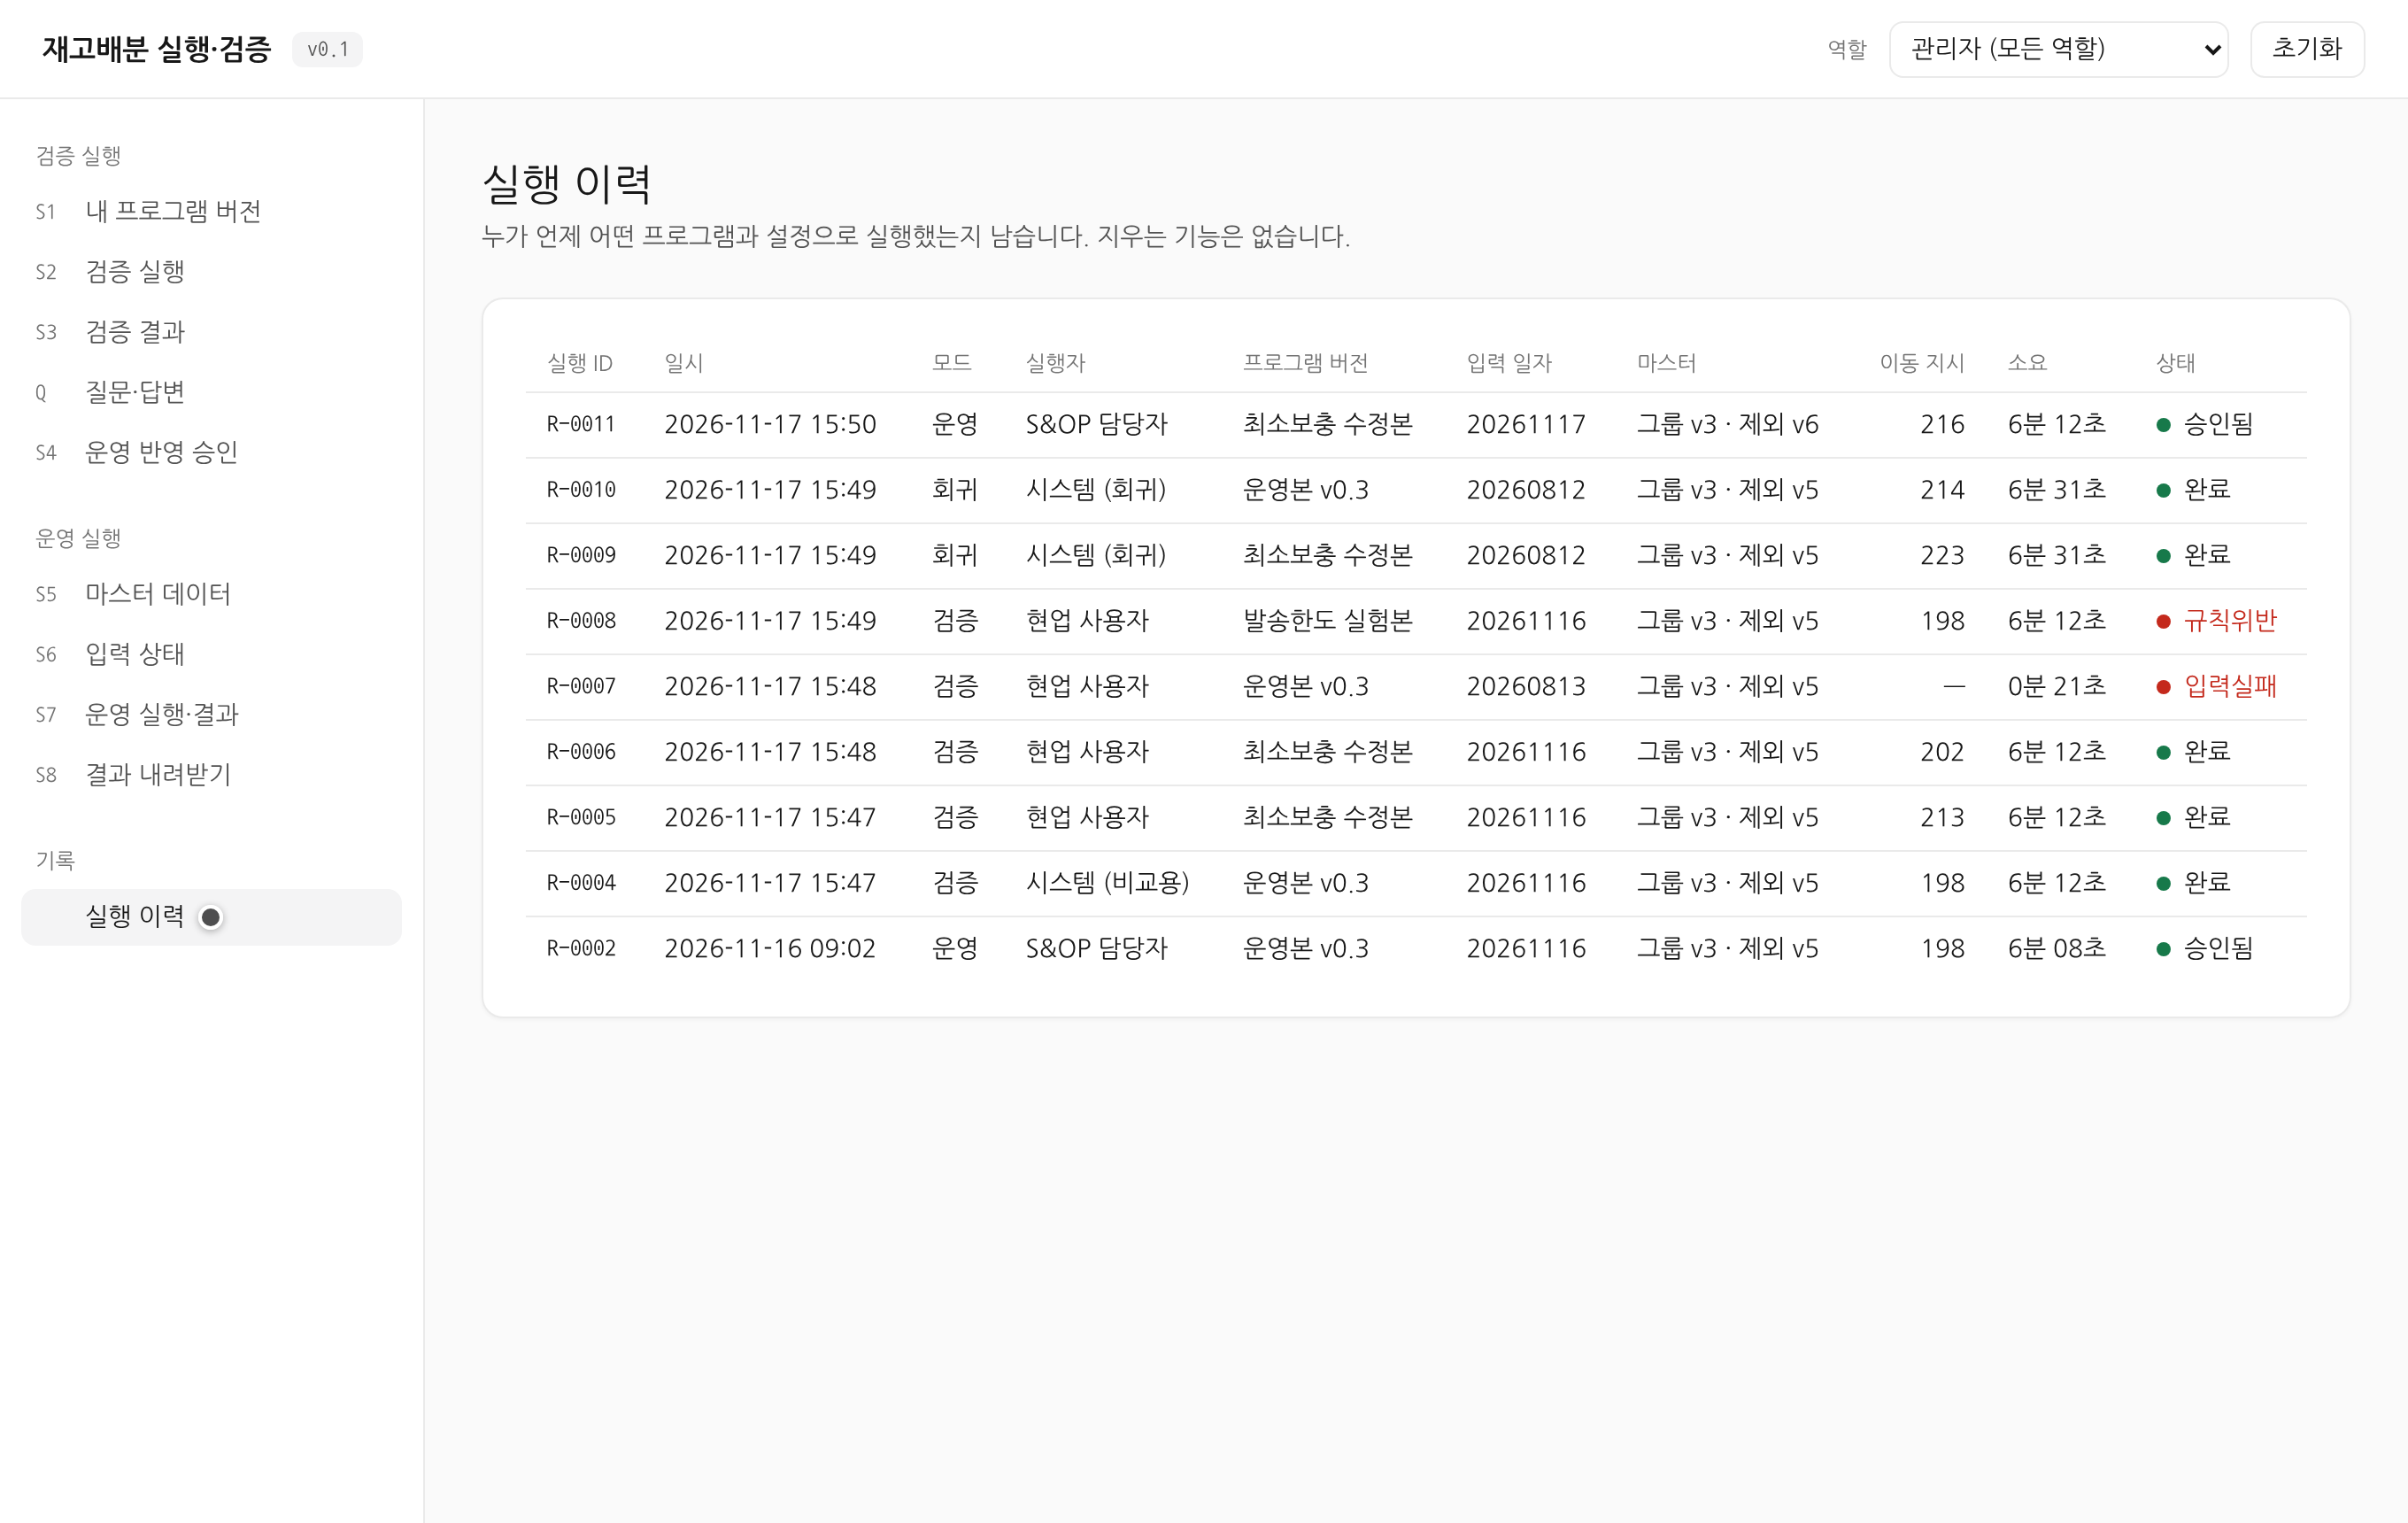 재고배분 실행·검증 v0.1 역할 관리자 (모든 역할) 초기화
검증 실행
S1 내 프로그램 버전
S2 검증 실행
S3 검증 결과
Q 질문·답변
S4 운영 반영 승인
운영 실행
S5 마스터 데이터
S6 입력 상태
S7 운영 실행·결과
S8 결과 내려받기
기록
실행 이력
실행 이력
누가 언제 어떤 프로그램과 설정으로 실행했는지 남습니다. 지우는 기능은 없습니다.
실행 ID 일시 모드 실행자 프로그램 버전 입력 일자 마스터 이동 지시 소요 상태
R-0011 2026-11-17 15:50 운영 S&OP 담당자 최소보충 수정본 20261117 그룹 v3 · 제외 v6 216 6분 12초 승인됨
R-0010 2026-11-17 15:49 회귀 시스템 (회귀) 운영본 v0.3 20260812 그룹 v3 · 제외 v5 214 6분 31초 완료
R-0009 2026-11-17 15:49 회귀 시스템 (회귀) 최소보충 수정본 20260812 그룹 v3 · 제외 v5 223 6분 31초 완료
R-0008 2026-11-17 15:49 검증 현업 사용자 발송한도 실험본 20261116 그룹 v3 · 제외 v5 198 6분 12초 규칙위반
R-0007 2026-11-17 15:48 검증 현업 사용자 운영본 v0.3 20260813 그룹 v3 · 제외 v5 — 0분 21초 입력실패
R-0006 2026-11-17 15:48 검증 현업 사용자 최소보충 수정본 20261116 그룹 v3 · 제외 v5 202 6분 12초 완료
R-0005 2026-11-17 15:47 검증 현업 사용자 최소보충 수정본 20261116 그룹 v3 · 제외 v5 213 6분 12초 완료
R-0004 2026-11-17 15:47 검증 시스템 (비교용) 운영본 v0.3 20261116 그룹 v3 · 제외 v5 198 6분 12초 완료
R-0002 2026-11-16 09:02 운영 S&OP 담당자 운영본 v0.3 20261116 그룹 v3 · 제외 v5 198 6분 08초 승인됨